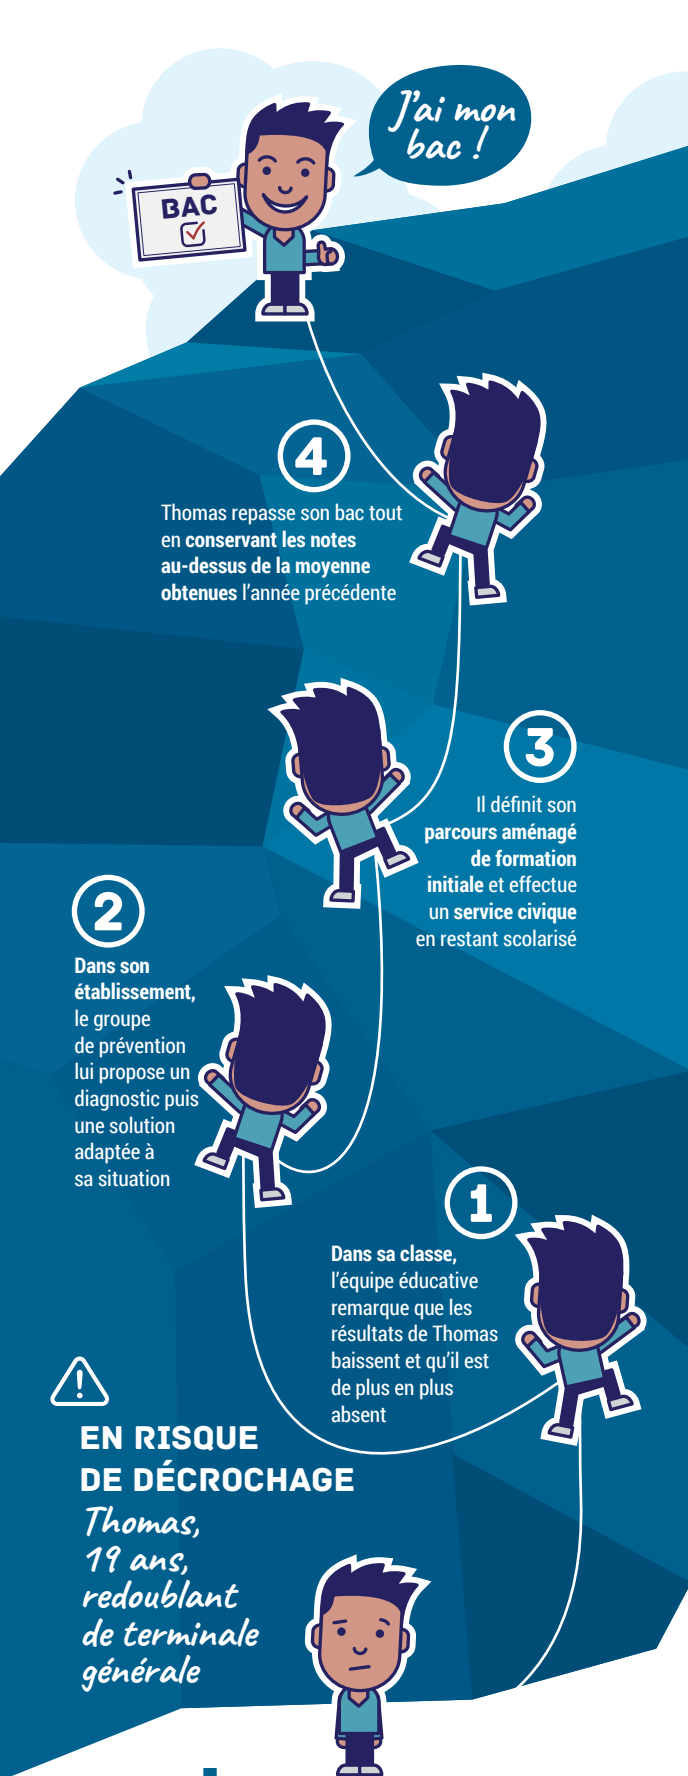 J'ai mon
bac !
BAC
4
Thomas repasse son bac tout
en conservant les notes
au-dessus de la moyenne
obtenues l'année précédente
3
Il définit son
parcours aménagé
de formation
initiale et effectue
un service civique
en restant scolarisé
2
Dans son
établissement,
le groupe
de prévention
lui propose un
diagnostic puis
une solution
adaptée à
sa situation
1
Dans sa classe,
l'équipe éducative
remarque que les
résultats de Thomas
baissent et qu'il est
de plus en plus
absent
EN RISQUE
DE DÉCROCHAGE
Thomas,
19 ans,
redoublant
de terminale
générale